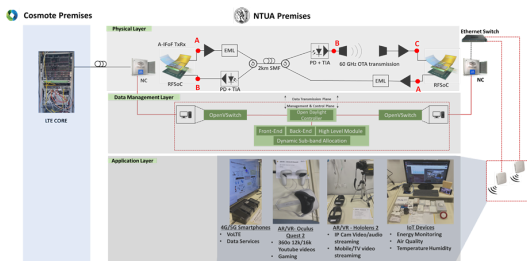 Cosmote Premises
NTUA Premises
Physical Layer
Ethernet Switch
A-IFoF TxRx
A
EML
B
C
PD + TiA
60 GHz OTA transmission
2km SMF
NC
RFSoC
B
PD + TiA
EML
A
RFSoC
NC
LTE CORE
Data Management Layer
Data Transmission Plane
Management & Control Plane
OpenVSwitch
Open Daylight
Controller
OpenVSwitch
Front-End
Back-End
High Level Module
Dynamic Sub-band Allocation
Application Layer
4G/5G Smartphones
• VoLTE
• Data Services
AR/VR- Oculus
Quest 2
• 360o 12k/16k
Youtube videos
• Gaming
AR/VR - Hololens 2
• IP Cam Video/audio
streaming
• Mobile/TV video
streaming
IoT Devices
• Energy Monitoring
• Air Quality
• Temperature Humidity